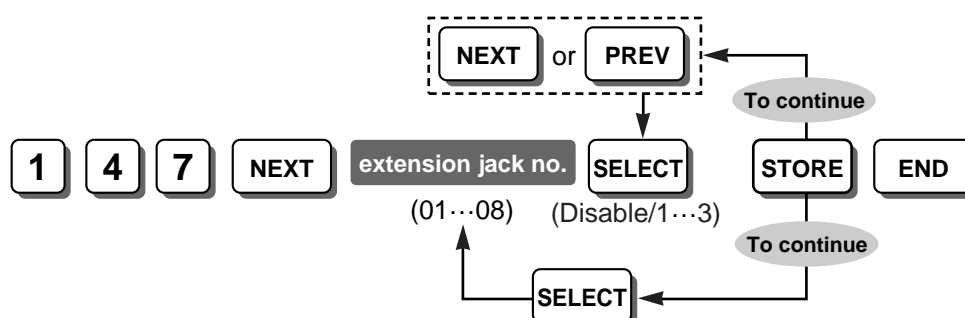 NEXT or PREV
To continue
1 4 7 NEXT extension jack no. SELECT STORE END
(01···08) (Disable/1···3)
To continue
SELECT